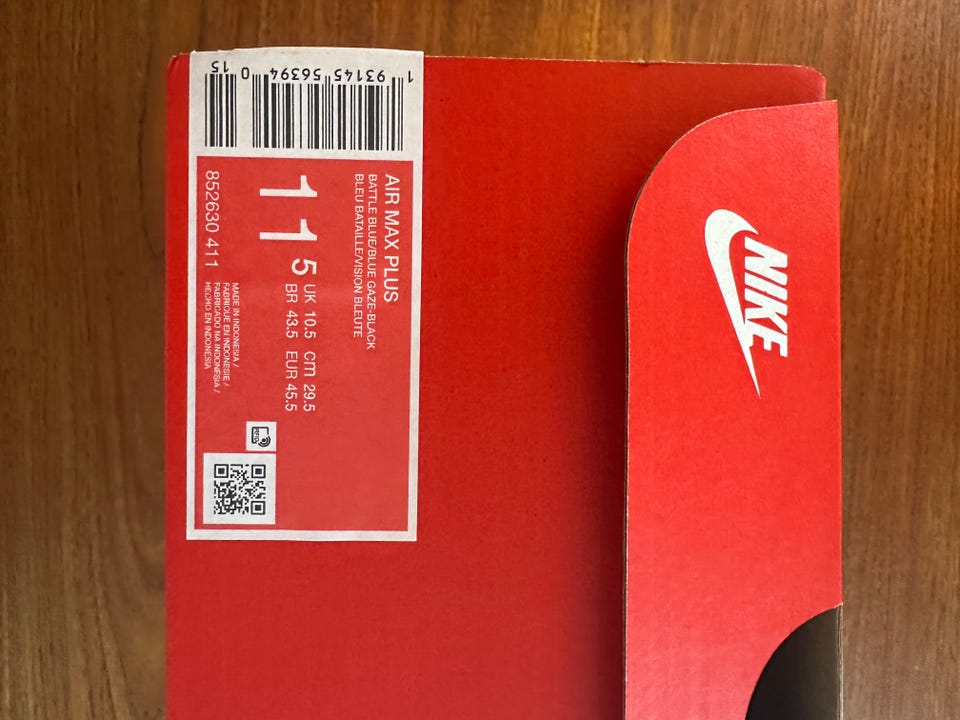 AIR MAX PLUS
BATTLE BLUE/BLUE GAZE-BLACK
BLEU BATAILLE/VISION BLEUTE
11 5
UK 10.5 cm 29.5
BR 43.5 EUR 45.5
852630 411
MADE IN INDONESIA /
FABRIQUE EN INDONESIE /
FABRICADO NA INDONÉSIA /
HECHO EN INDONESIA
1 93145 56394 0 15
NIKE